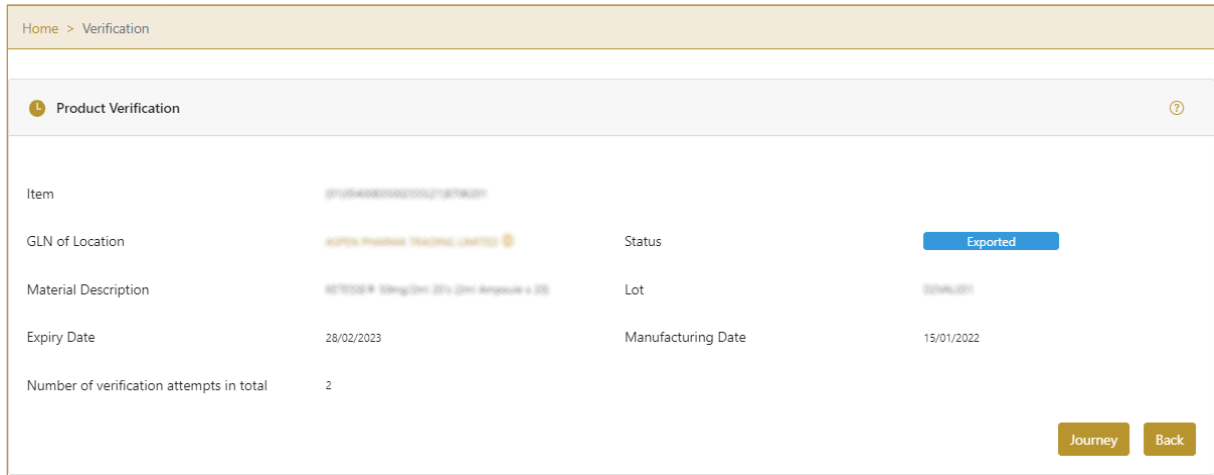 Home > Verification
Product Verification
Item
GLN of Location
Status Exported
Material Description
Lot
Expiry Date 28/02/2023 Manufacturing Date 15/01/2022
Number of verification attempts in total 2
Journey Back